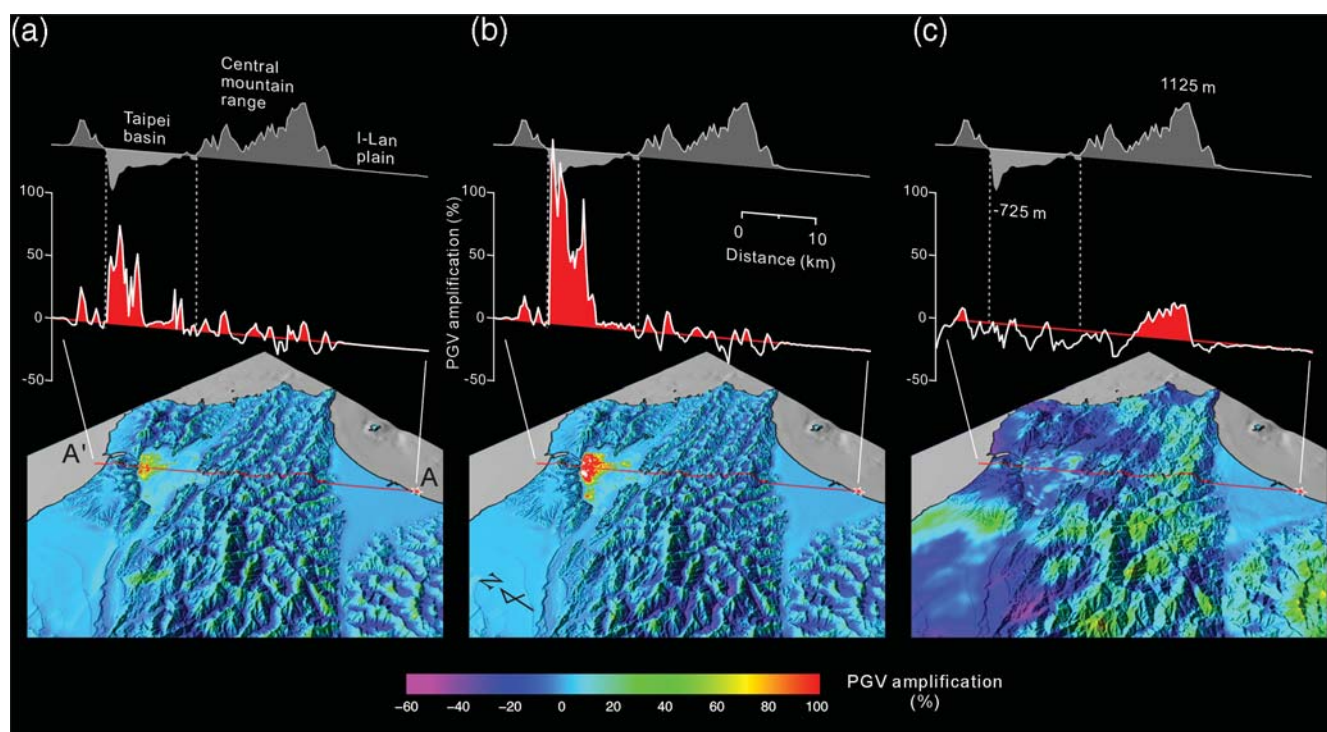 (a)
(b)
(c)
Central
mountain
range
Taipei
basin
I-Lan
plain
1125 m
-725 m
100
50
0
-50
PGV amplification (%)
100
50
0
-50
0 10
Distance (km)
100
50
0
-50
A'
A
N
-60 -40 -20 0 20 40 60 80 100
PGV amplification
(%)